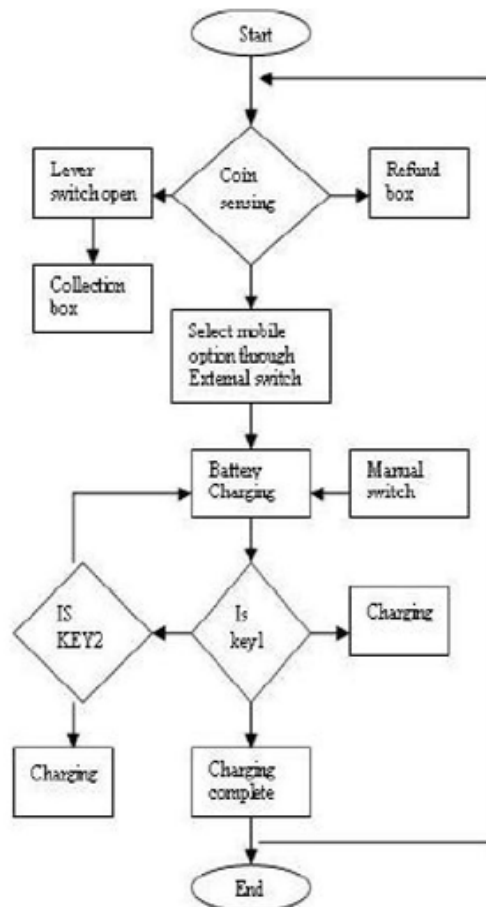 Start
Lever
switch open
Coin
sensing
Refund
box
Collection
box
Select mobile
option through
External switch
Battery
Charging
Manual
switch
IS
KEY2
Is
key1
Charging
Charging
Charging
complete
End